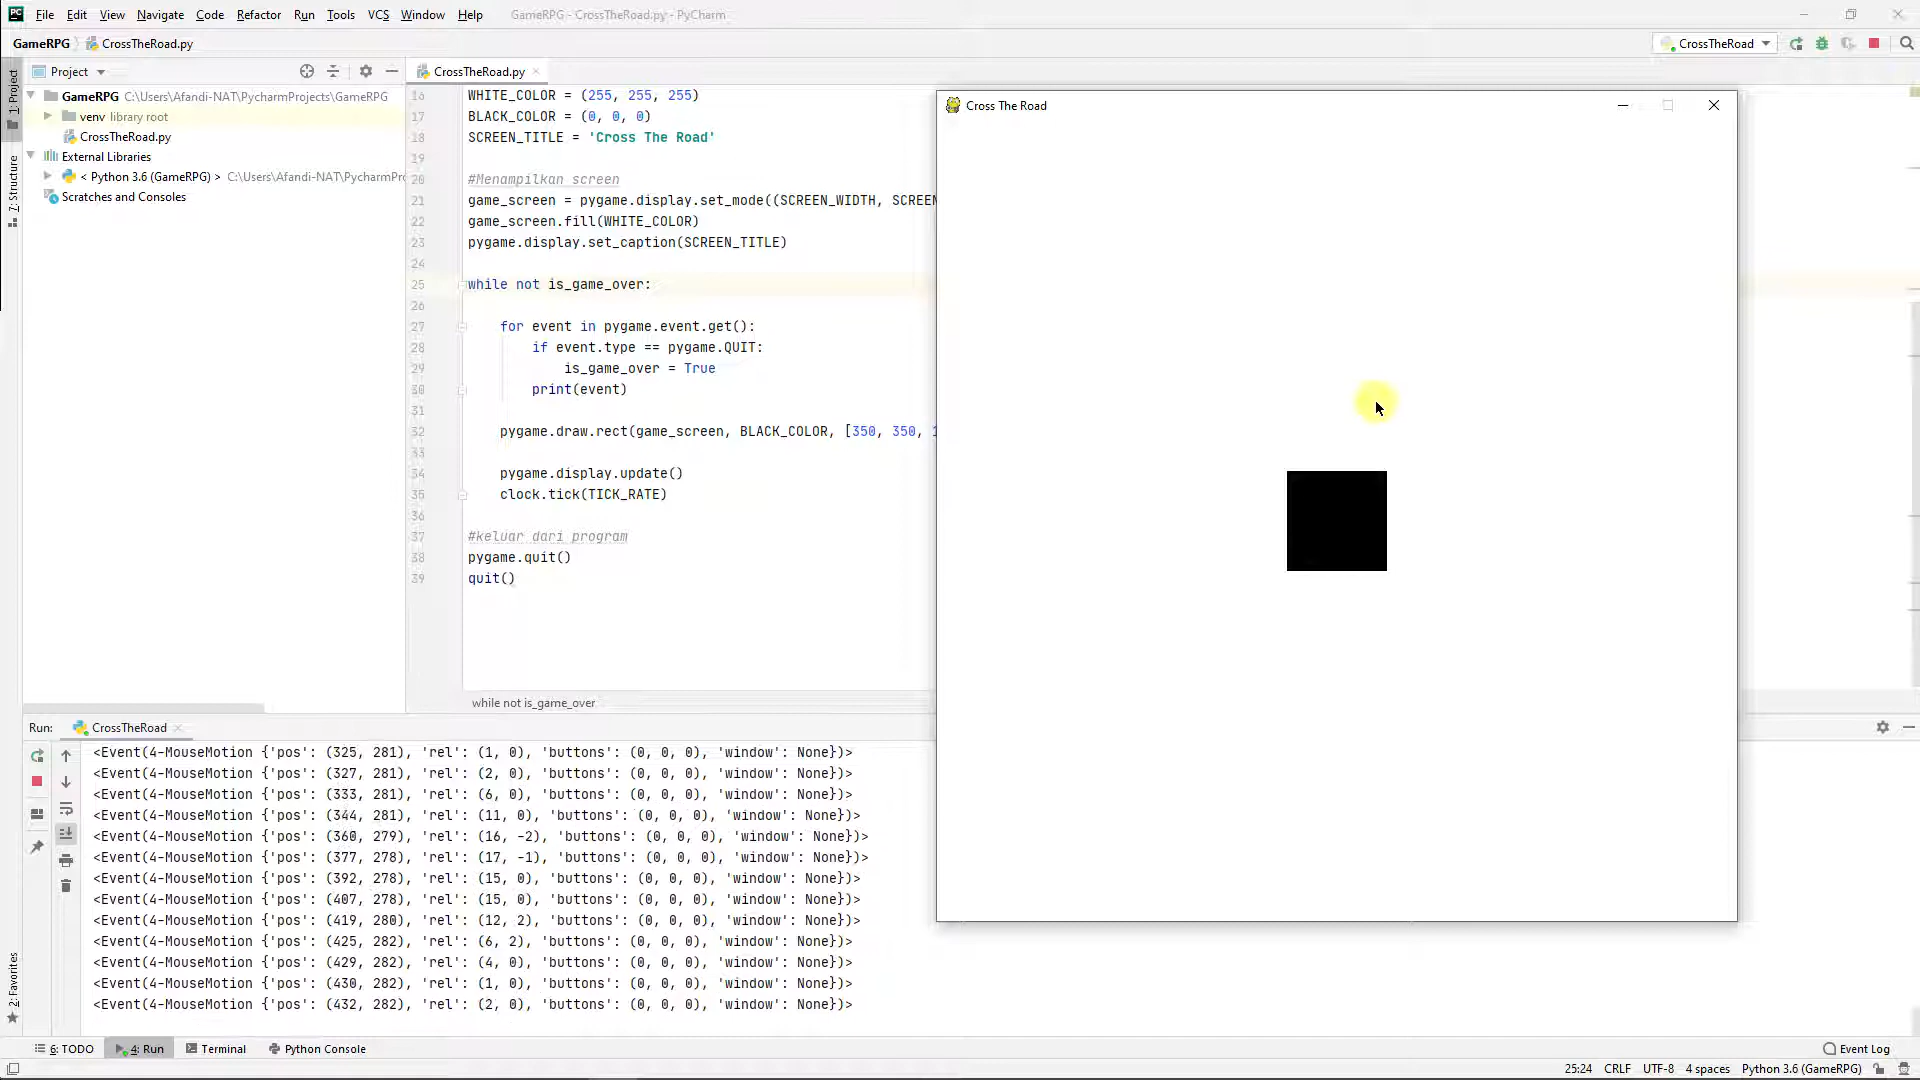 PC File Edit View Navigate Code Refactor Run Tools VCS Window Help GameRPG - CrossTheRoad.py - PyCharm
GameRPG CrossTheRoad.py CrossTheRoad
Project
GameRPG C:\Users\Afandi-NAT\PycharmProjects\GameRPG
venv library root
CrossTheRoad.py
External Libraries
< Python 3.6 (GameRPG) > C:\Users\Afandi-NAT\PycharmPr
Scratches and Consoles
1: Project
7: Structure
2: Favorites
CrossTheRoad.py
16 WHITE_COLOR = (255, 255, 255)
17 BLACK_COLOR = (0, 0, 0)
18 SCREEN_TITLE = 'Cross The Road'
19
20 #Menampilkan screen
21 game_screen = pygame.display.set_mode((SCREEN_WIDTH, SCREEN
22 game_screen.fill(WHITE_COLOR)
23 pygame.display.set_caption(SCREEN_TITLE)
24
25 while not is_game_over:
26
27 for event in pygame.event.get():
28 if event.type == pygame.QUIT:
29 is_game_over = True
30 print(event)
31
32 pygame.draw.rect(game_screen, BLACK_COLOR, [350, 350, 1
33
34 pygame.display.update()
35 clock.tick(TICK_RATE)
36
37 #keluar dari program
38 pygame.quit()
39 quit()
while not is_game_over
Cross The Road
Run: CrossTheRoad
<Event(4-MouseMotion {'pos': (325, 281), 'rel': (1, 0), 'buttons': (0, 0, 0), 'window': None})>
<Event(4-MouseMotion {'pos': (327, 281), 'rel': (2, 0), 'buttons': (0, 0, 0), 'window': None})>
<Event(4-MouseMotion {'pos': (333, 281), 'rel': (6, 0), 'buttons': (0, 0, 0), 'window': None})>
<Event(4-MouseMotion {'pos': (344, 281), 'rel': (11, 0), 'buttons': (0, 0, 0), 'window': None})>
<Event(4-MouseMotion {'pos': (360, 279), 'rel': (16, -2), 'buttons': (0, 0, 0), 'window': None})>
<Event(4-MouseMotion {'pos': (377, 278), 'rel': (17, -1), 'buttons': (0, 0, 0), 'window': None})>
<Event(4-MouseMotion {'pos': (392, 278), 'rel': (15, 0), 'buttons': (0, 0, 0), 'window': None})>
<Event(4-MouseMotion {'pos': (407, 278), 'rel': (15, 0), 'buttons': (0, 0, 0), 'window': None})>
<Event(4-MouseMotion {'pos': (419, 280), 'rel': (12, 2), 'buttons': (0, 0, 0), 'window': None})>
<Event(4-MouseMotion {'pos': (425, 282), 'rel': (6, 2), 'buttons': (0, 0, 0), 'window': None})>
<Event(4-MouseMotion {'pos': (429, 282), 'rel': (4, 0), 'buttons': (0, 0, 0), 'window': None})>
<Event(4-MouseMotion {'pos': (430, 282), 'rel': (1, 0), 'buttons': (0, 0, 0), 'window': None})>
<Event(4-MouseMotion {'pos': (432, 282), 'rel': (2, 0), 'buttons': (0, 0, 0), 'window': None})>
6: TODO 4: Run Terminal Python Console Event Log
25:24 CRLF UTF-8 4 spaces Python 3.6 (GameRPG)